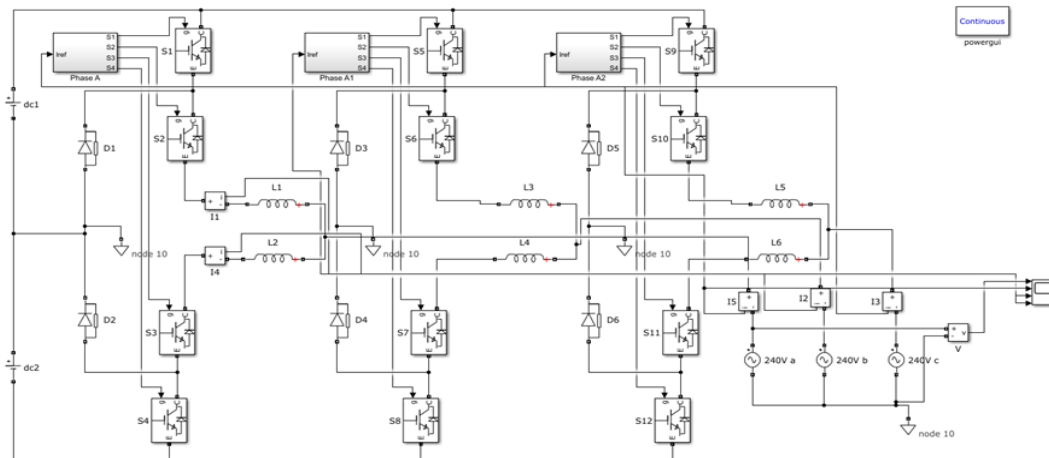 Continuous
powergui
S1
S2
S3
S4
Iref
Phase A
S1
g
C
E
S1
S2
S3
S4
Iref
Phase A1
S5
g
C
E
S1
S2
S3
S4
Iref
Phase A2
S9
g
C
E
dc1
D1
S2
g
C
E
D3
S6
g
C
E
D5
S10
g
C
E
L1
I1
L3
L5
node 10
L2
I4
node 10
L4
node 10
L6
I5
I2
I3
D2
S3
g
C
E
D4
S7
g
C
E
D6
S11
g
C
E
v
V
dc2
240V a
240V b
240V c
S4
g
C
E
S8
g
C
E
S12
g
C
E
node 10